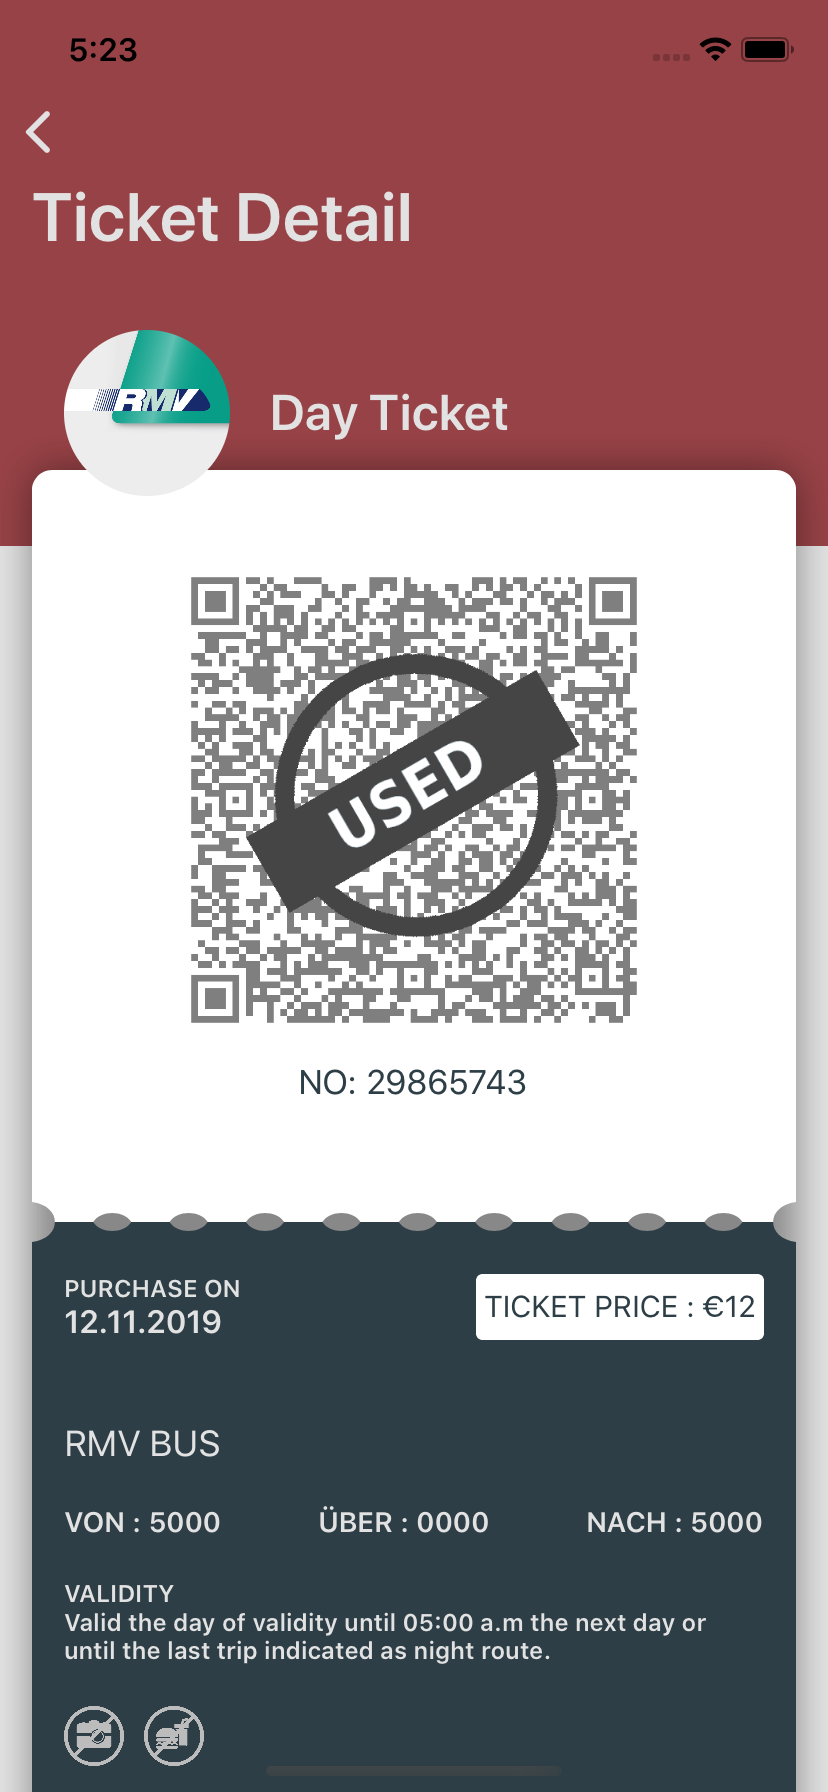 5:23
Ticket Detail
RMV
Day Ticket
USED
NO: 29865743
PURCHASE ON
12.11.2019
TICKET PRICE : €12
RMV BUS
VON : 5000
ÜBER : 0000
NACH : 5000
VALIDITY
Valid the day of validity until 05:00 a.m the next day or
until the last trip indicated as night route.